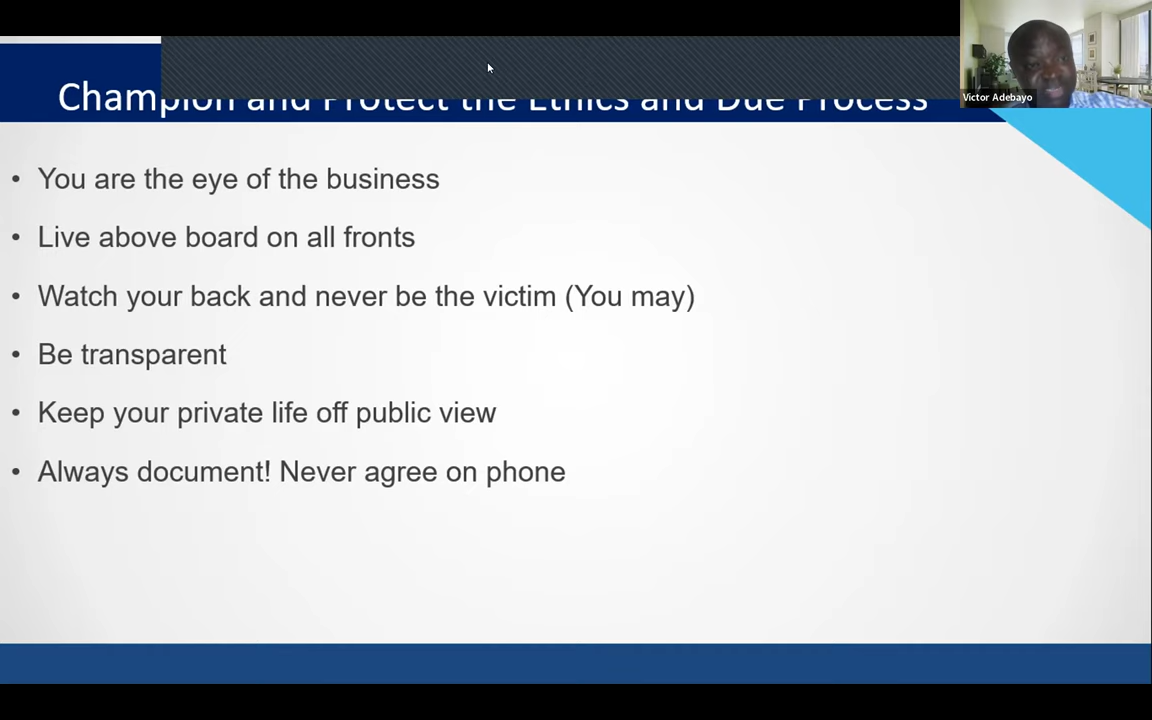 Champion and Protect the Ethics and Due Process
Victor Adebayo
• You are the eye of the business
• Live above board on all fronts
• Watch your back and never be the victim (You may)
• Be transparent
• Keep your private life off public view
• Always document! Never agree on phone